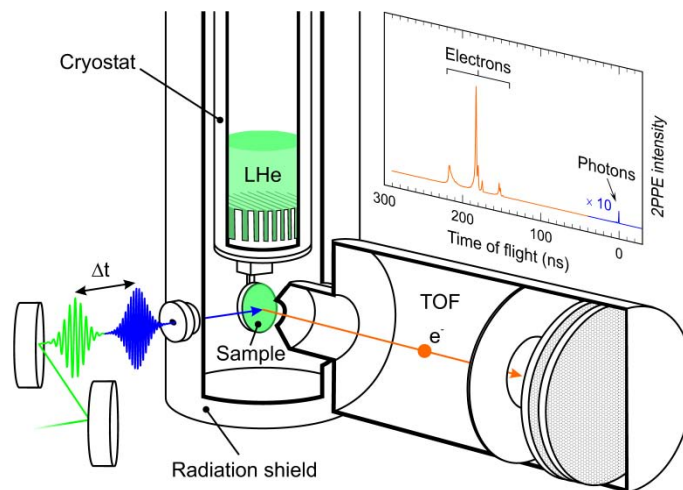 Cryostat
LHe
Δt
Sample
Radiation shield
TOF
e⁻
Electrons
Photons
× 10
2PPE intensity
300
200
100
0
Time of flight (ns)